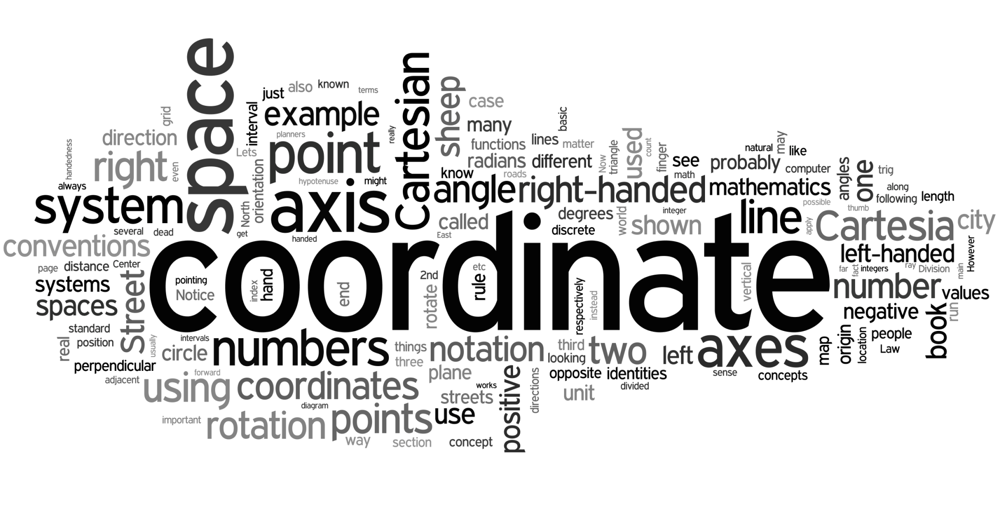 space
Cartesian
sheep
just
also
known
terms
case
grid
interval
example
many
basic
direction
planners
really
functions
lines
matter
used
count
handedness
right
even
Lets
point
radians
different
Now
triangle
finger
see
natural
may
like
probably
computer
angles
one
trig
orientation
hypotenuse
might
know
roads
math
always
system
axis
angle
right-handed
mathematics
along
following
length
possible
thumb
North
several
dead
get
handed
called
East
degrees
discrete
world
integer
shown
line
apply
Cartesia
city
conventions
coordinate
left-handed
However
page
distance
Center
far
fact
integers
ray
Division
main
systems
Street
pointing
Notice
index
hand
end
2nd
rotate
etc
rule
respectively
instead
vertical
number
values
spaces
negative
book
run
standard
position
real
usually
intervals
circle
numbers
things
three
notation
third
looking
two
left
axes
map
origin
location
people
Law
perpendicular
forward
adjacent
using
coordinates
plane
works
streets
positive
directions
opposite
identities
divided
unit
sense
concepts
diagram
important
rotation
points
use
way
section
concept